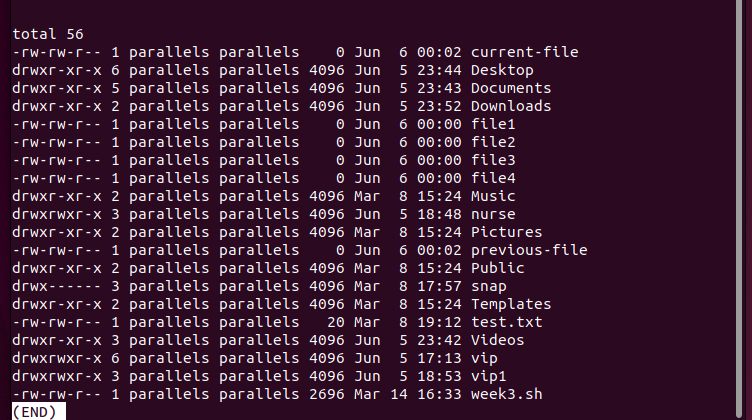 total 56
-rw-rw-r-- 1 parallels parallels    0 Jun  6 00:02 current-file
drwxr-xr-x 6 parallels parallels 4096 Jun  5 23:44 Desktop
drwxr-xr-x 5 parallels parallels 4096 Jun  5 23:43 Documents
drwxr-xr-x 2 parallels parallels 4096 Jun  5 23:52 Downloads
-rw-rw-r-- 1 parallels parallels    0 Jun  6 00:00 file1
-rw-rw-r-- 1 parallels parallels    0 Jun  6 00:00 file2
-rw-rw-r-- 1 parallels parallels    0 Jun  6 00:00 file3
-rw-rw-r-- 1 parallels parallels    0 Jun  6 00:00 file4
drwxr-xr-x 2 parallels parallels 4096 Mar  8 15:24 Music
drwxrwxr-x 3 parallels parallels 4096 Jun  5 18:48 nurse
drwxr-xr-x 2 parallels parallels 4096 Mar  8 15:24 Pictures
-rw-rw-r-- 1 parallels parallels    0 Jun  6 00:02 previous-file
drwxr-xr-x 2 parallels parallels 4096 Mar  8 15:24 Public
drwx------ 3 parallels parallels 4096 Mar  8 17:57 snap
drwxr-xr-x 2 parallels parallels 4096 Mar  8 15:24 Templates
-rw-rw-r-- 1 parallels parallels   20 Mar  8 19:12 test.txt
drwxr-xr-x 3 parallels parallels 4096 Jun  5 23:42 Videos
drwxrwxr-x 6 parallels parallels 4096 Jun  5 17:13 vip
drwxrwxr-x 3 parallels parallels 4096 Jun  5 18:53 vip1
-rw-rw-r-- 1 parallels parallels 2696 Mar 14 16:33 week3.sh
(END)